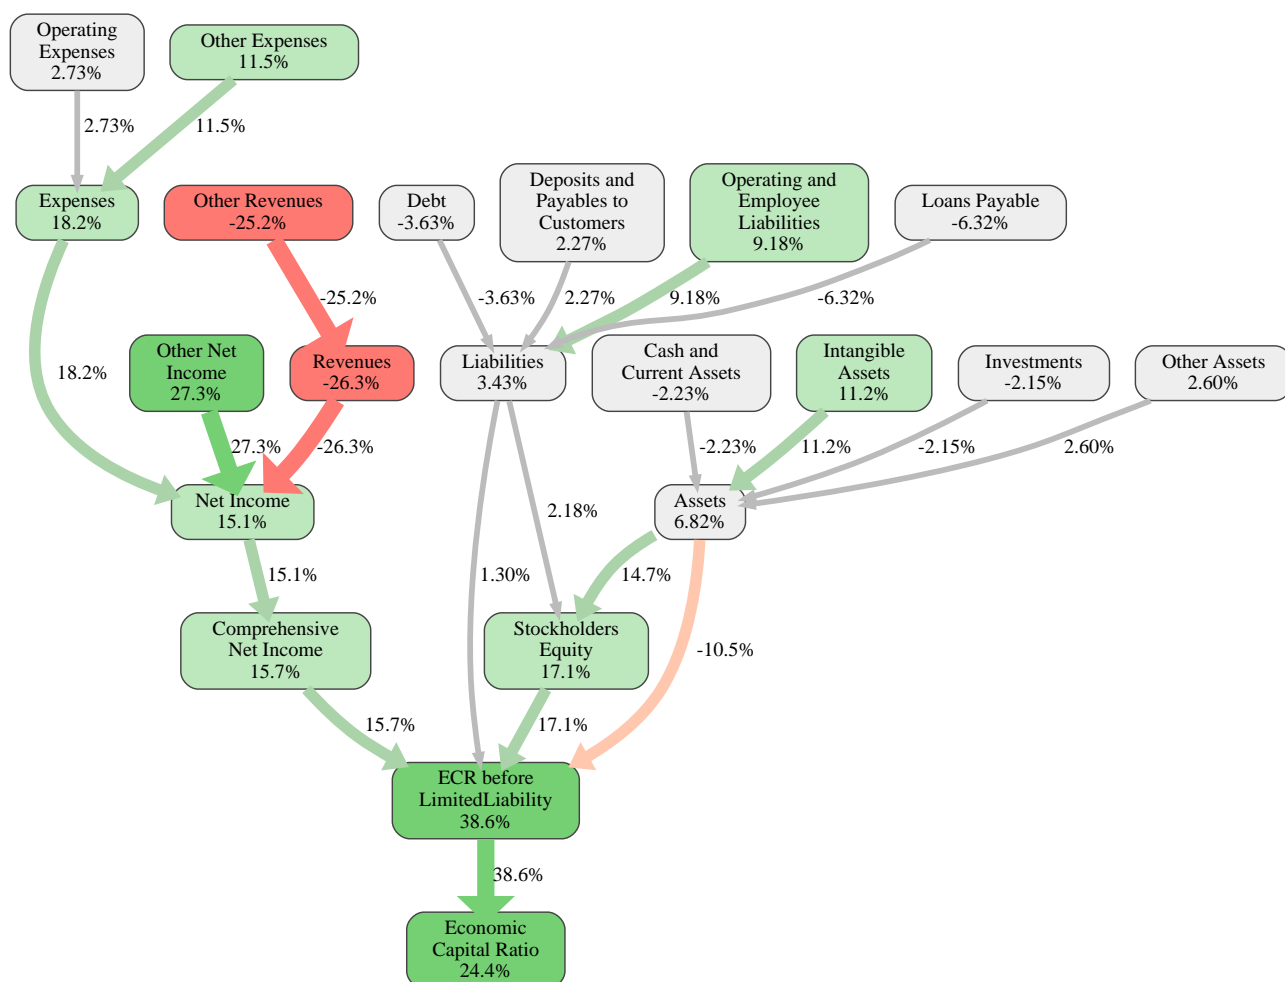 Operating
Expenses
2.73%
Other Expenses
11.5%
2.73%
11.5%
Expenses
18.2%
Other Revenues
-25.2%
Debt
-3.63%
Deposits and
Payables to
Customers
2.27%
Operating and
Employee
Liabilities
9.18%
Loans Payable
-6.32%
-25.2%
-3.63%
2.27%
9.18%
-6.32%
18.2%
Other Net
Income
27.3%
Revenues
-26.3%
Liabilities
3.43%
Cash and
Current Assets
-2.23%
Intangible
Assets
11.2%
Investments
-2.15%
Other Assets
2.60%
27.3%
-26.3%
-2.23%
11.2%
-2.15%
2.60%
Net Income
15.1%
2.18%
Assets
6.82%
15.1%
1.30%
14.7%
-10.5%
Comprehensive
Net Income
15.7%
Stockholders
Equity
17.1%
15.7%
17.1%
ECR before
LimitedLiability
38.6%
38.6%
Economic
Capital Ratio
24.4%